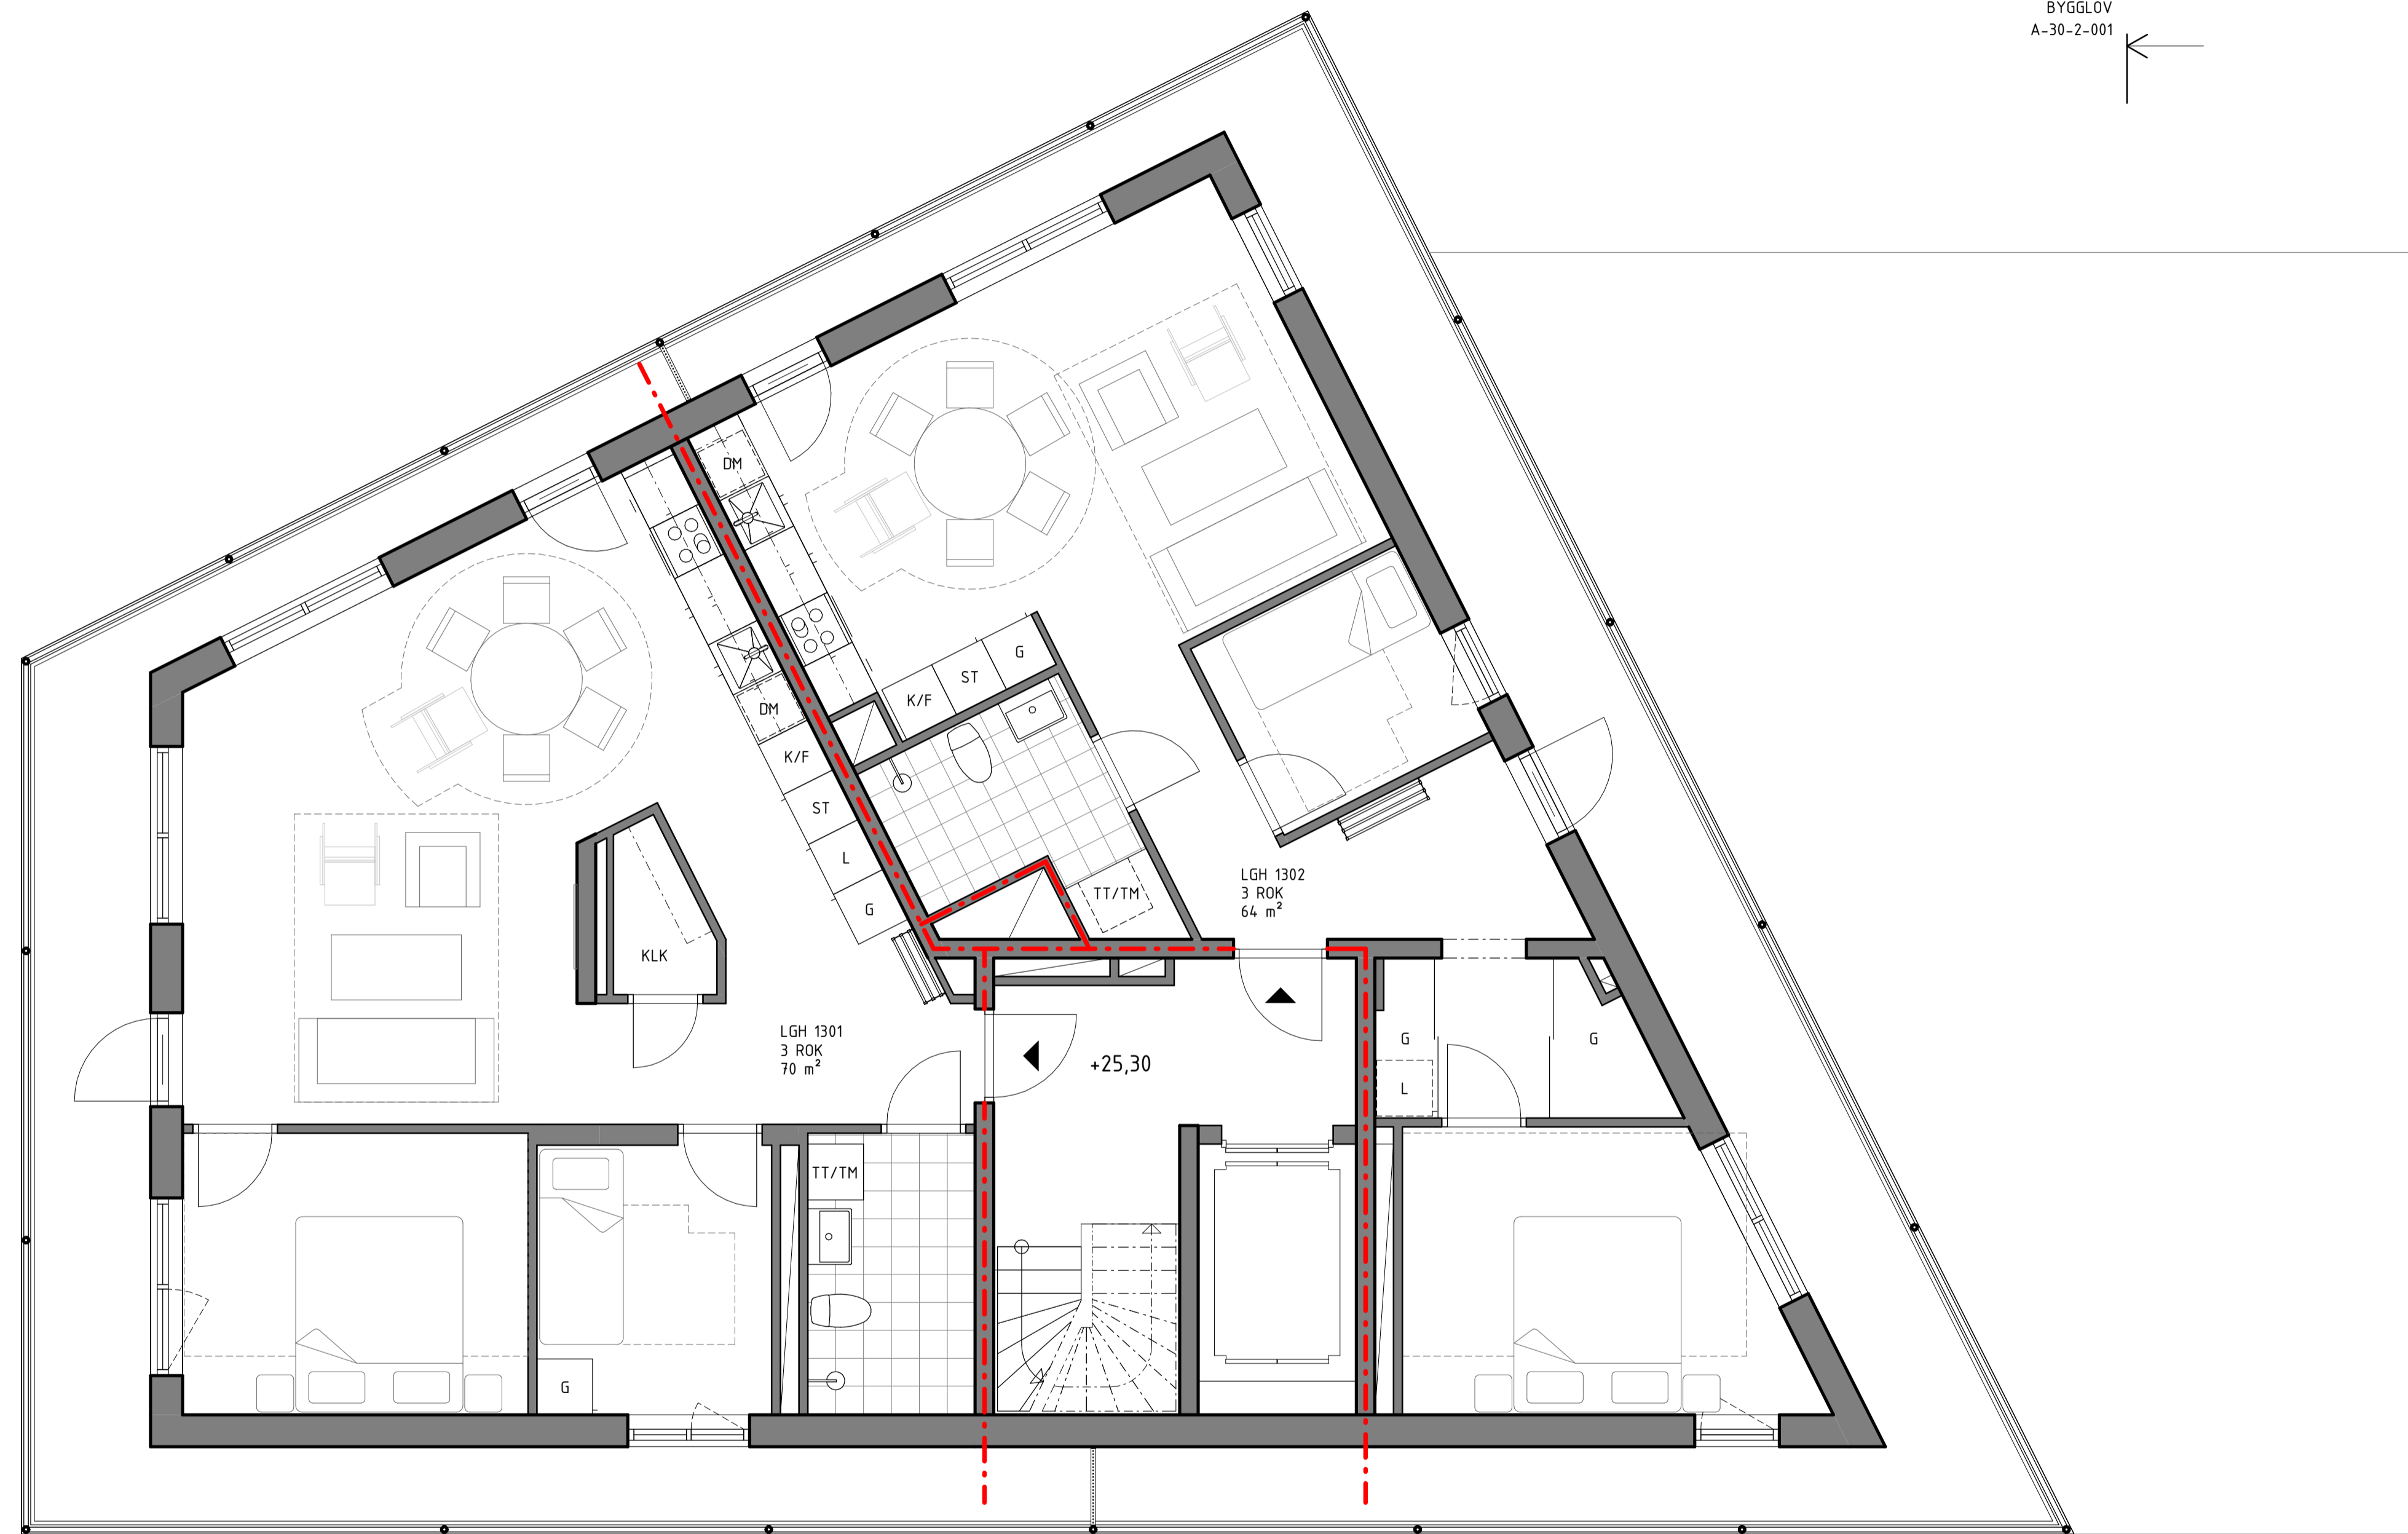 BYGGLOV
A-30-2-001
DM
DM
G
ST
K/F
K/F
ST
L
G
TT/TM
LGH 1302
3 ROK
64 m²
KLK
LGH 1301
3 ROK
70 m²
+25,30
G
G
L
TT/TM
G